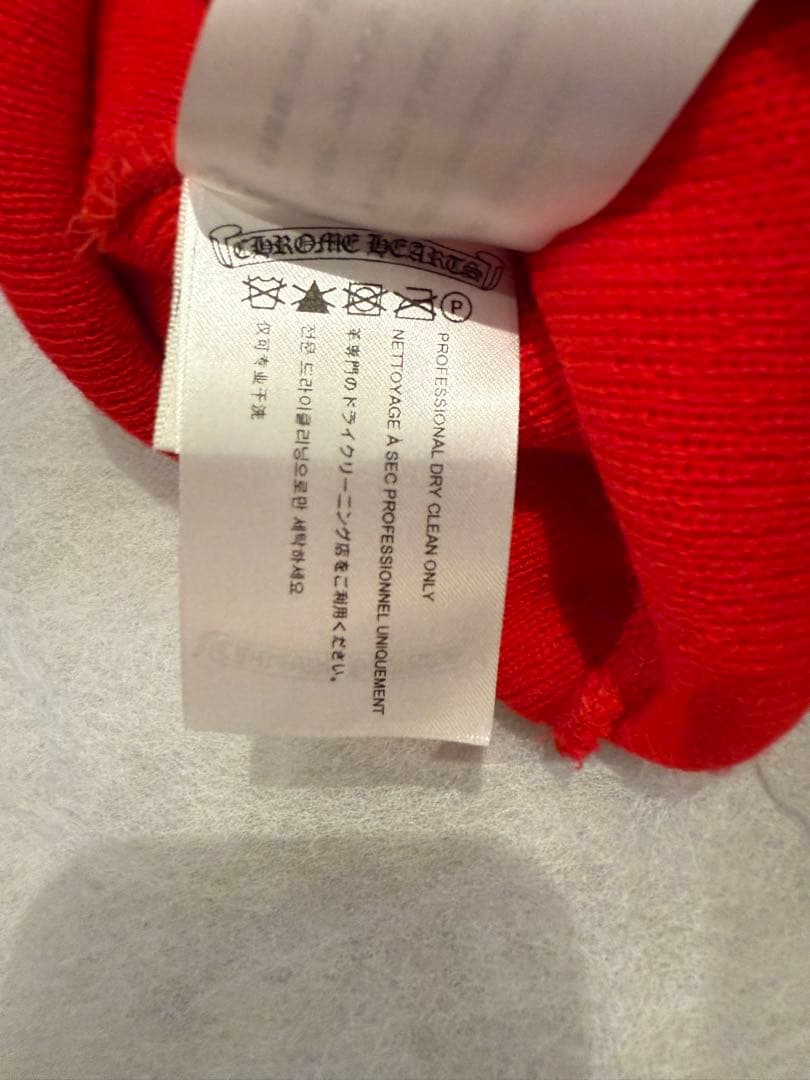 CHROME HEARTS
P
PROFESSIONAL DRY CLEAN ONLY
NETTOYAGE À SEC PROFESSIONNEL UNIQUEMENT
革専門のドライクリーニング店をご利用ください。
전문 드라이클리닝으로만 세탁하세요
仅可专业干洗